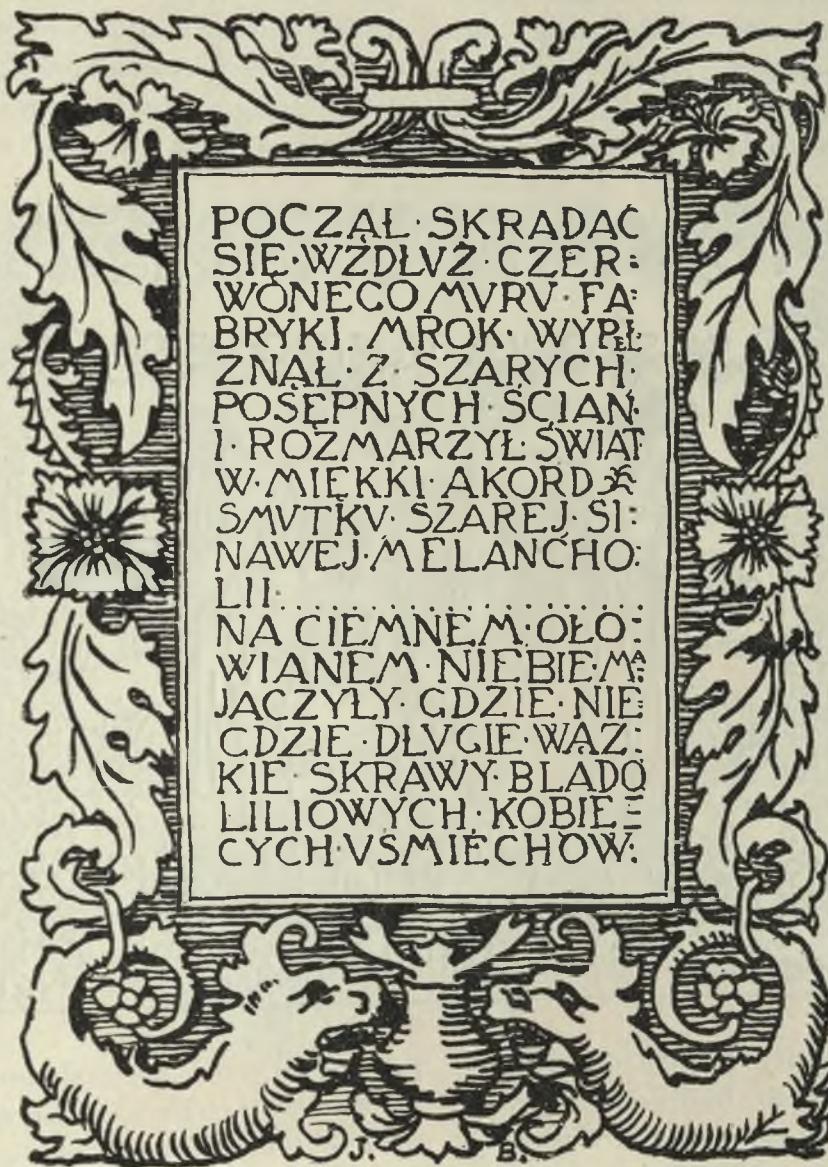 POCZĄŁ·SKRADAĆ
SIĘ·WZDŁVŻ·CZER:
WONEGO MVRV·FA:
BRYKI. MROK·WYPEŁ
ZNĄŁ·Z·SZARYCH·
POSĘPNYCH·ŚCIAN·
I·ROZMARZYŁ·ŚWIAT
W·MIĘKKI·AKORD
SMVTKV·SZAREJ·SI:
NAWEJ·MELANCHO:
LII....................
NA CIEMNEM·OŁO:
WIANEM·NIEBIE·MA:
JACZYŁY·GDZIE·NIE:
GDZIE·DŁVGIE·WĄZ:
KIE·SKRAWY·BLADO
LILIOWYCH·KOBIE:
CYCH·VŚMIECHÓW.
J. B.